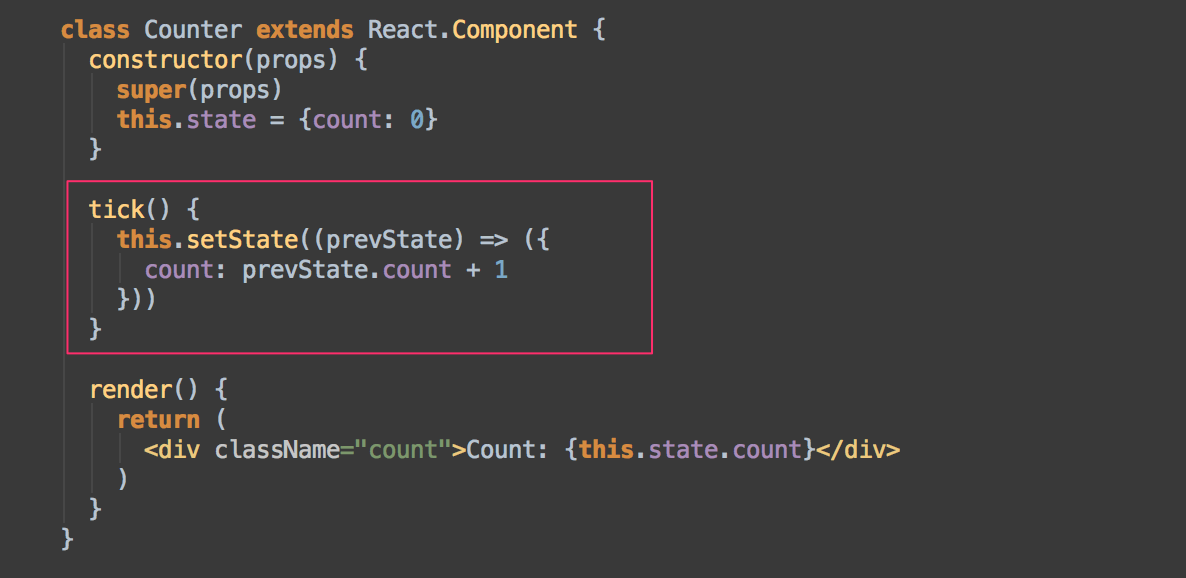 class Counter extends React.Component {
  constructor(props) {
    super(props)
    this.state = {count: 0}
  }
  tick() {
    this.setState((prevState) => ({
      count: prevState.count + 1
    }))
  }
  render() {
    return (
      <div className="count">Count: {this.state.count}</div>
    )
  }
}